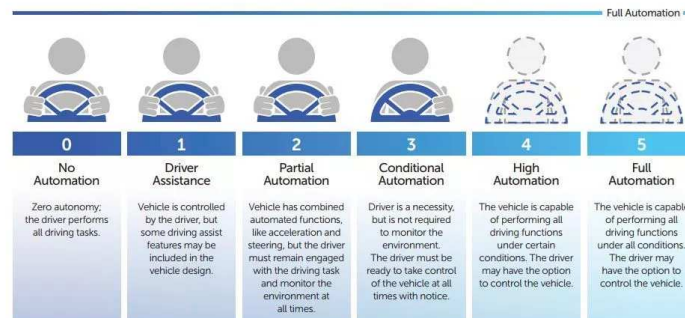 Full Automation
0
No
Automation
Zero autonomy;
the driver performs
all driving tasks.
1
Driver
Assistance
Vehicle is controlled
by the driver, but
some driving assist
features may be
included in the
vehicle design.
2
Partial
Automation
Vehicle has combined
automated functions,
like acceleration and
steering, but the driver
must remain engaged
with the driving task
and monitor the
environment at
all times.
3
Conditional
Automation
Driver is a necessity,
but is not required
to monitor the
environment.
The driver must be
ready to take control
of the vehicle at all
times with notice.
4
High
Automation
The vehicle is capable
of performing all
driving functions
under certain
conditions. The driver
may have the option
to control the vehicle.
5
Full
Automation
The vehicle is capable
of performing all
driving functions
under all conditions.
The driver may
have the option to
control the vehicle.